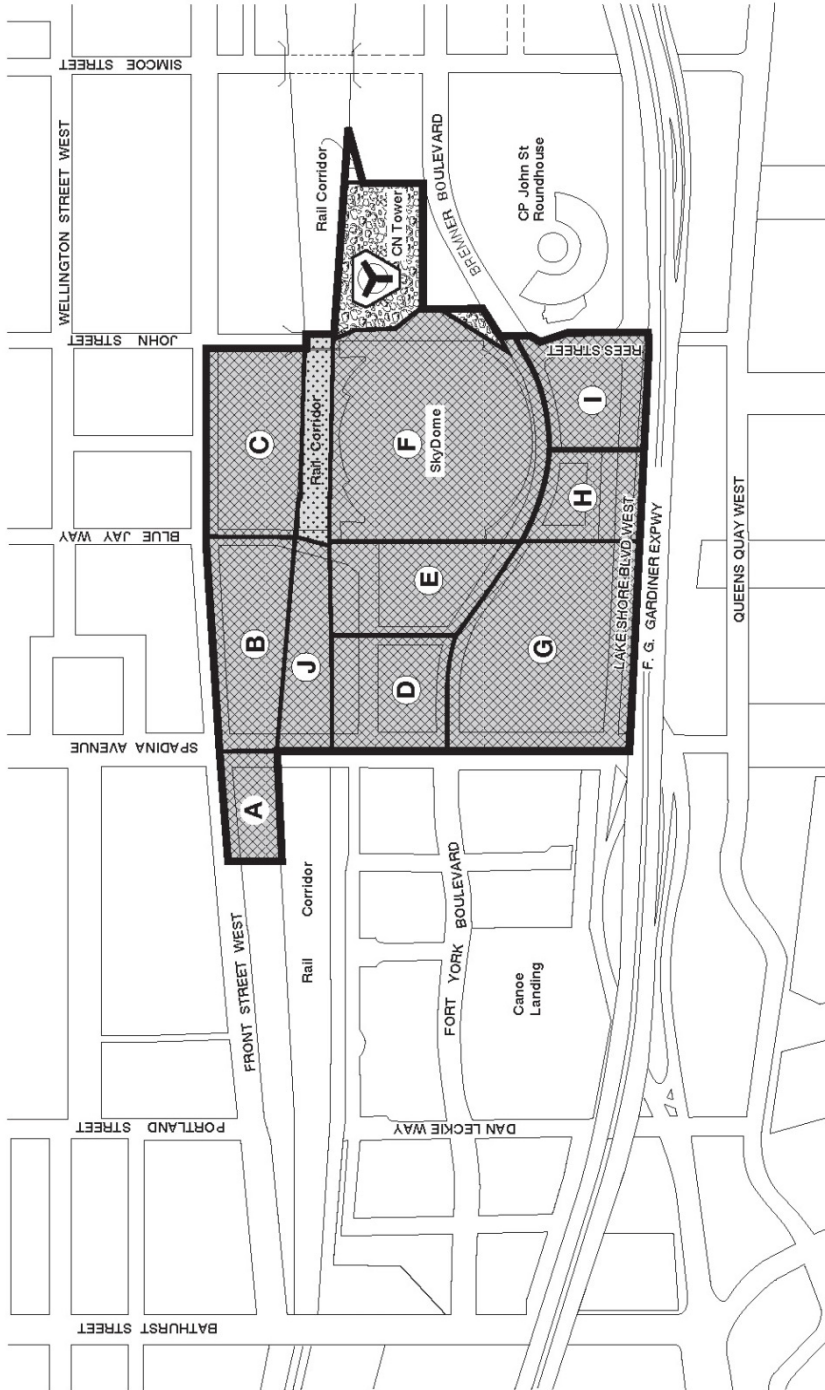 SIMCOE STREET
WELLINGTON STREET WEST
Rail Corridor
CN Tower
BREMNER BOULEVARD
CP John St
Roundhouse
JOHN STREET
REES STREET
C
Rail Corridor
F
SkyDome
I
H
BLUE JAY WAY
QUEENS QUAY WEST
B
J
E
D
G
LAKE SHORE BLVD WEST
F. G. GARDINER EXPWY
SPADINA AVENUE
A
FRONT STREET WEST
Rail Corridor
FORT YORK BOULEVARD
Canoe
Landing
PORTLAND STREET
DAN LECKIE WAY
BATHURST STREET